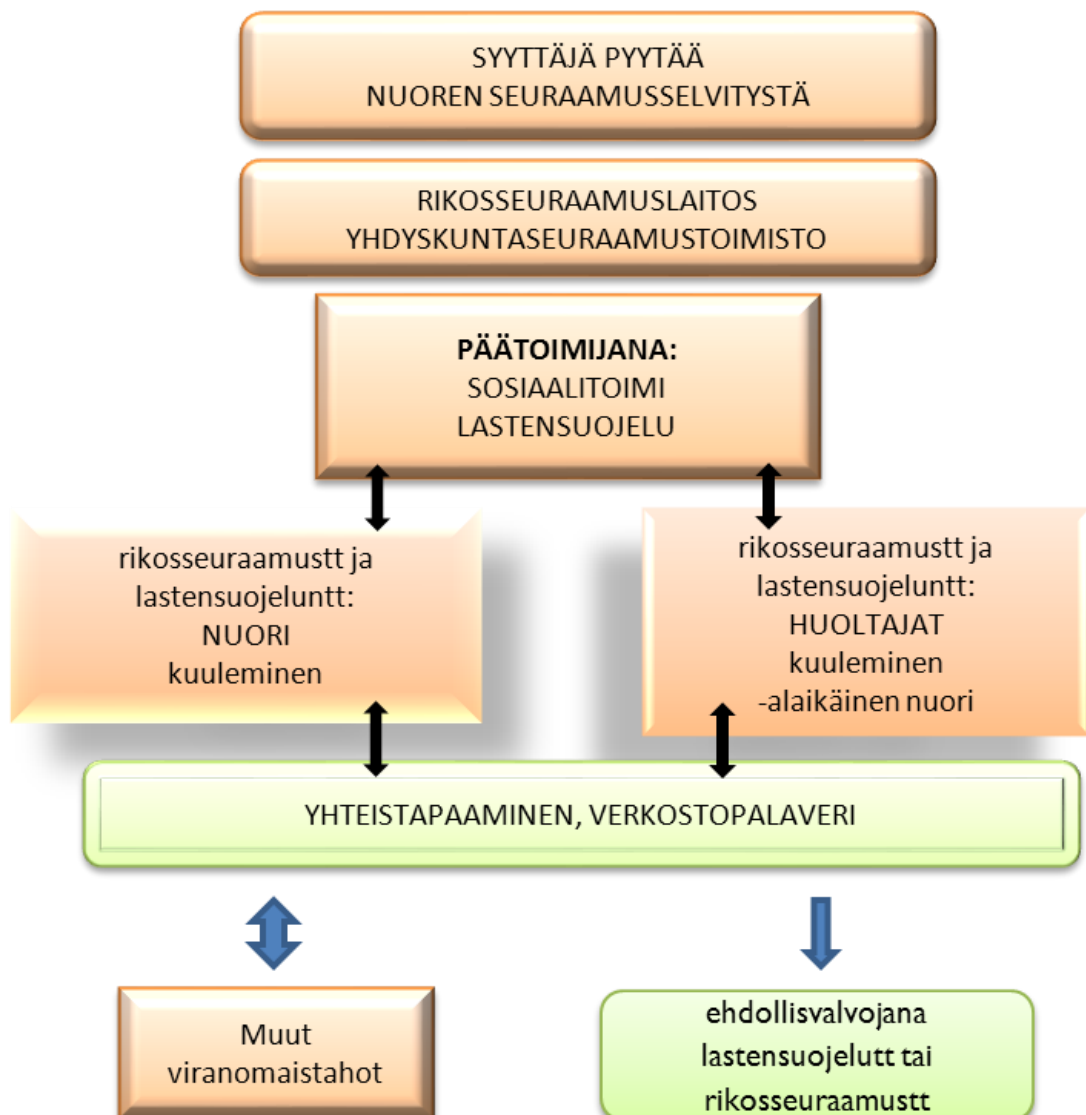 SYYTTÄJÄ PYYTÄÄ
NUOREN SEURAAMUSSELVITYSTÄ
RIKOSSEURAAMUSLAITOS
YHDYSKUNTASEURAAMUSTOIMISTO
PÄÄTOIMIJANA:
SOSIAALITOIMI
LASTENSUOJELU
rikosseuraamustt ja
lastensuojeluntt:
NUORI
kuuleminen
rikosseuraamustt ja
lastensuojeluntt:
HUOLTAJAT
kuuleminen
-alaikäinen nuori
YHTEISTAPAAMINEN, VERKOSTOPALAVERI
Muut
viranomaistahot
ehdollisvalvojana
lastensuojelutt tai
rikosseuraamustt